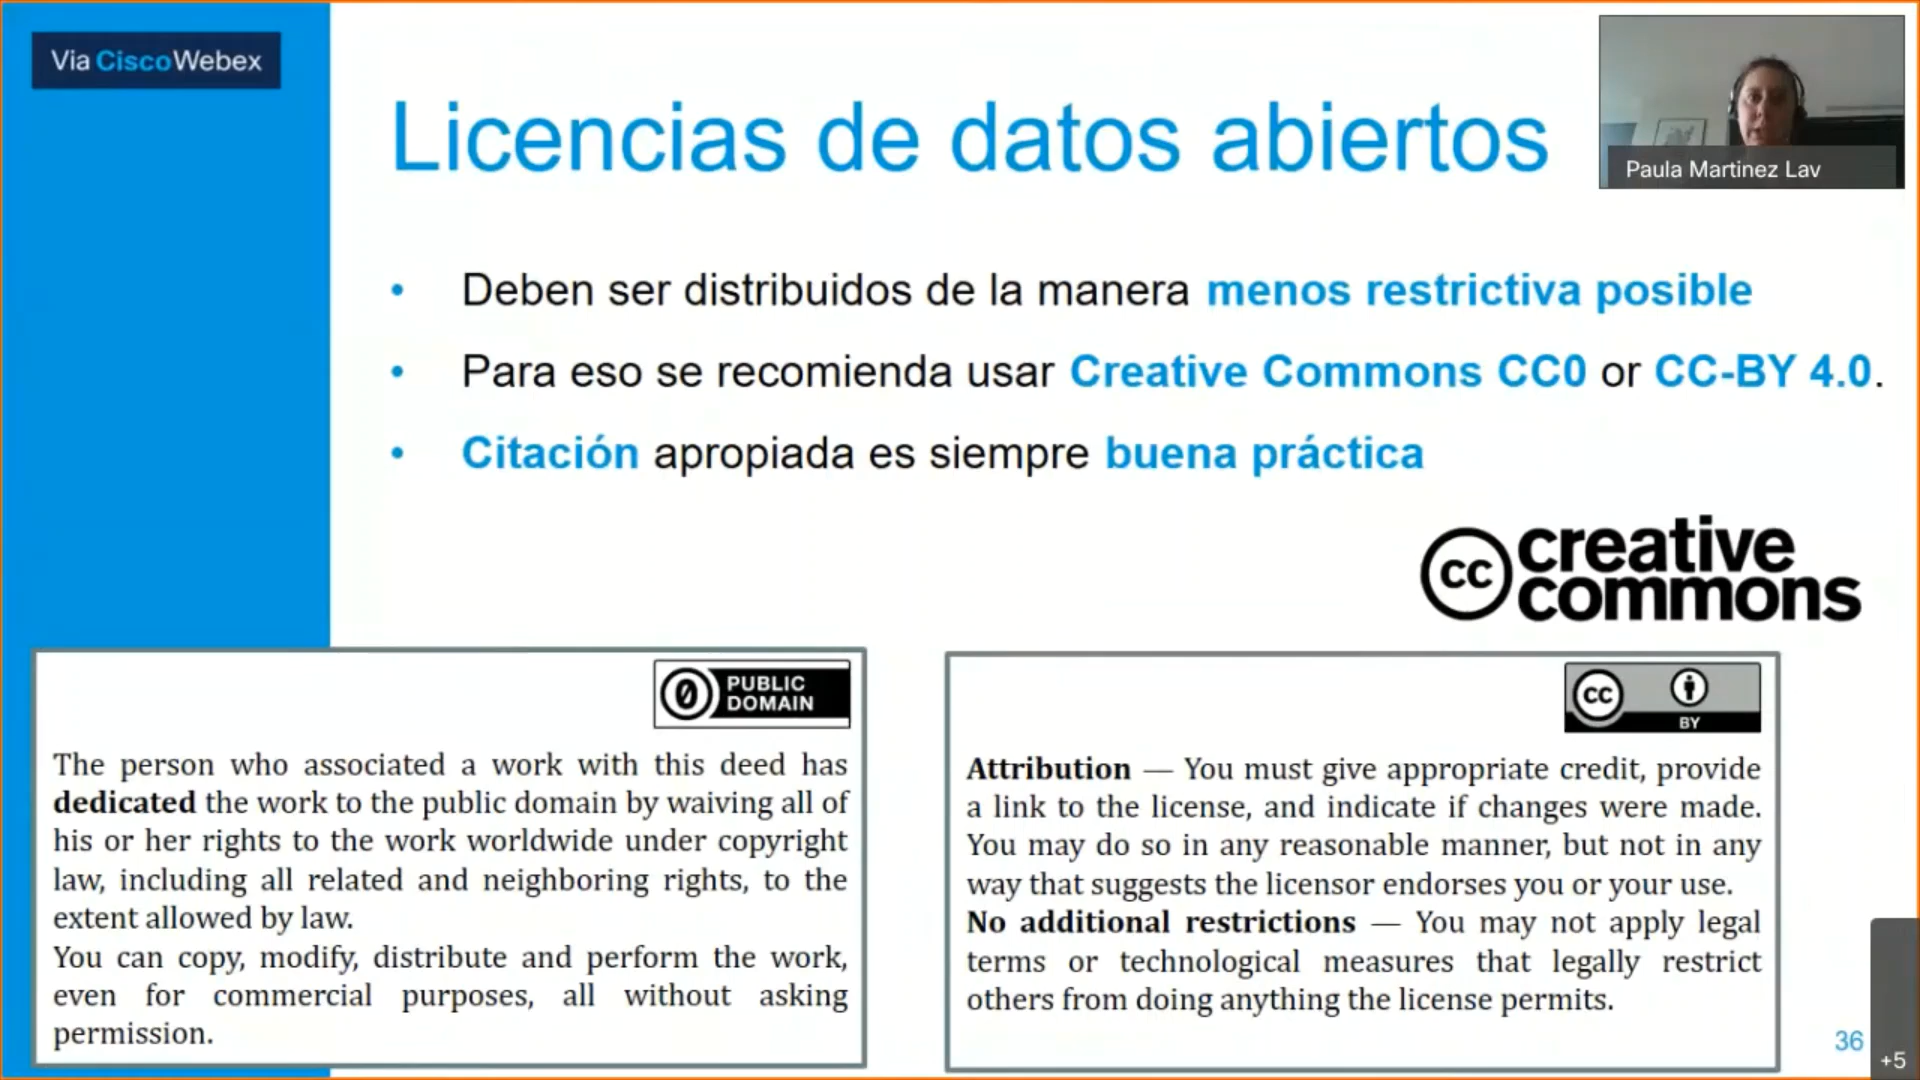 Via CiscoWebex
Licencias de datos abiertos
Paula Martinez Lav
• Deben ser distribuidos de la manera menos restrictiva posible
• Para eso se recomienda usar Creative Commons CC0 or CC-BY 4.0.
• Citación apropiada es siempre buena práctica
cc creative
commons
0 PUBLIC
DOMAIN
The person who associated a work with this deed has
dedicated the work to the public domain by waiving all of
his or her rights to the work worldwide under copyright
law, including all related and neighboring rights, to the
extent allowed by law.
You can copy, modify, distribute and perform the work,
even for commercial purposes, all without asking
permission.
cc
BY
Attribution — You must give appropriate credit, provide
a link to the license, and indicate if changes were made.
You may do so in any reasonable manner, but not in any
way that suggests the licensor endorses you or your use.
No additional restrictions — You may not apply legal
terms or technological measures that legally restrict
others from doing anything the license permits.
36
+5